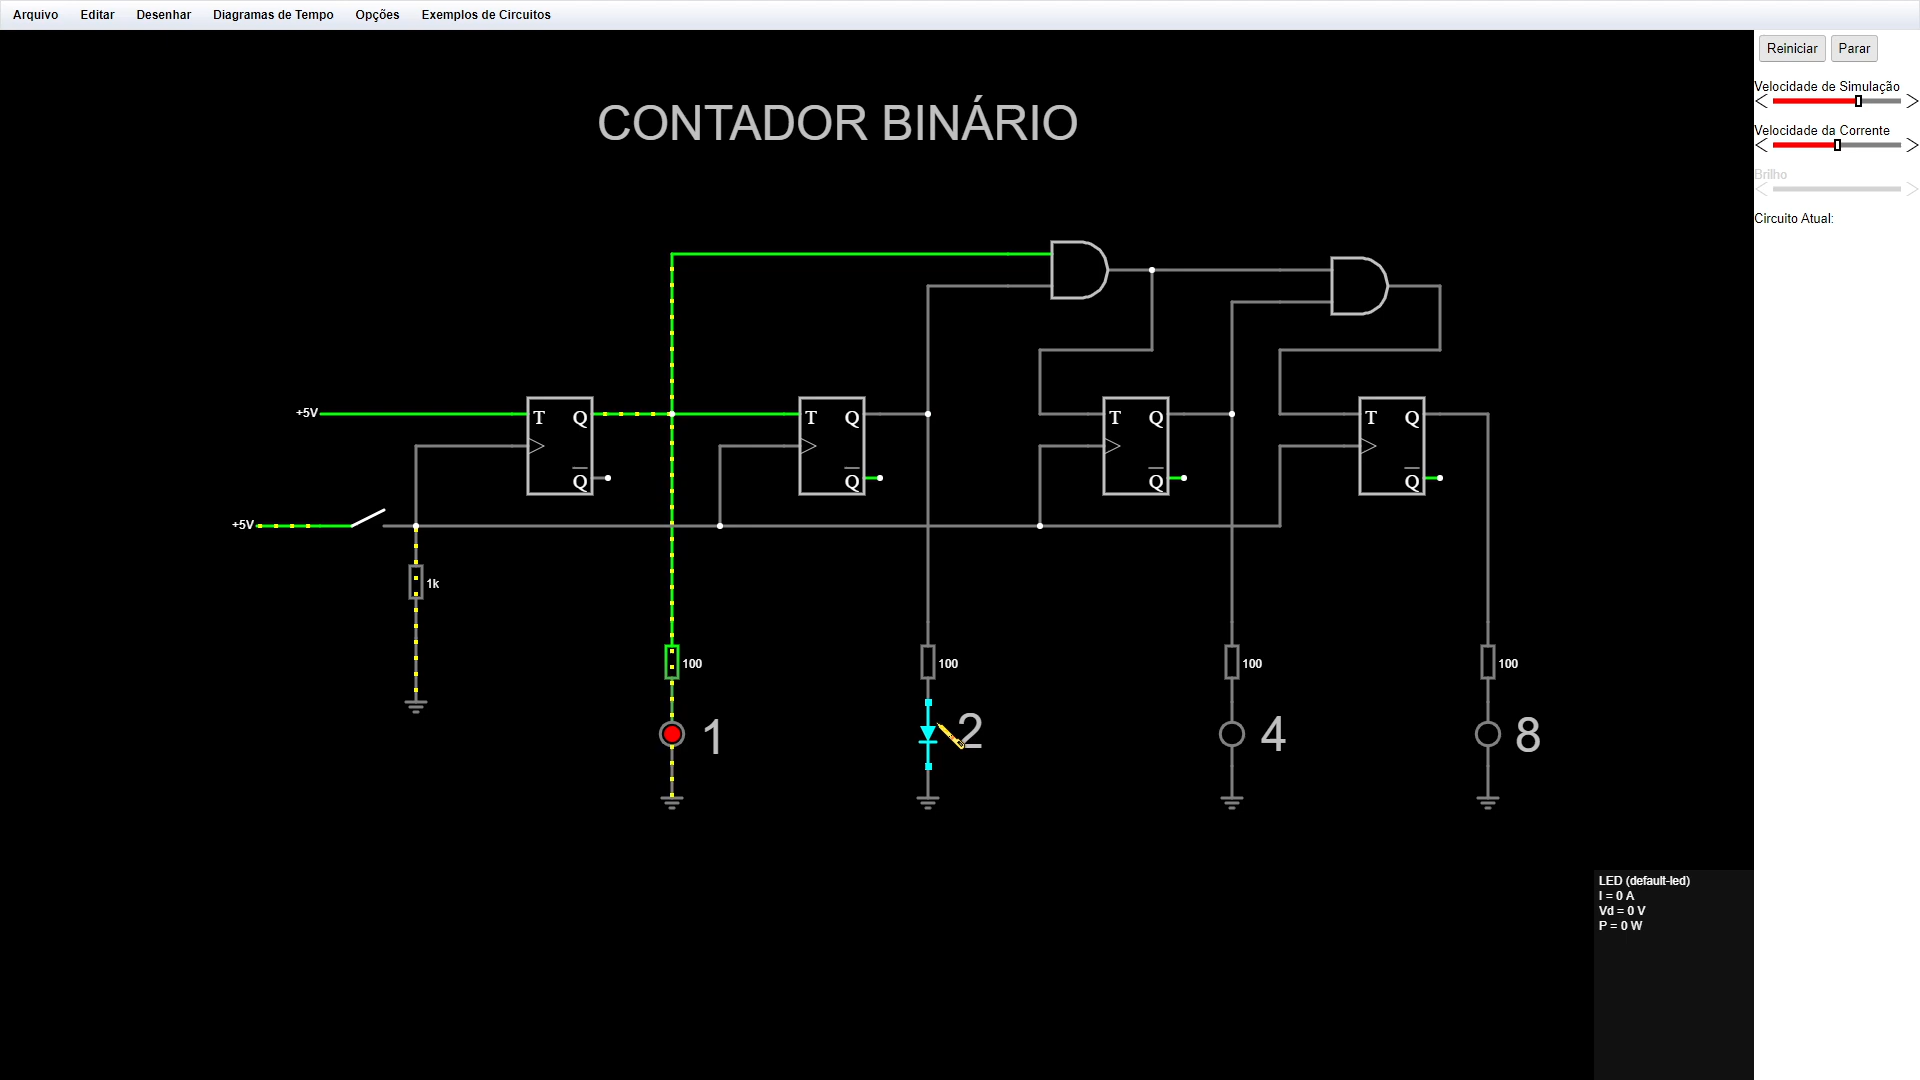 Arquivo Editar Desenhar Diagramas de Tempo Opções Exemplos de Circuitos
Reiniciar Parar
Velocidade de Simulação
Velocidade da Corrente
Brilho
Circuito Atual:
CONTADOR BINÁRIO
+5V T Q T Q T Q T Q
Q Q Q Q
+5V
1k
100 100 100 100
1 2 4 8
LED (default-led)
I = 0 A
Vd = 0 V
P = 0 W